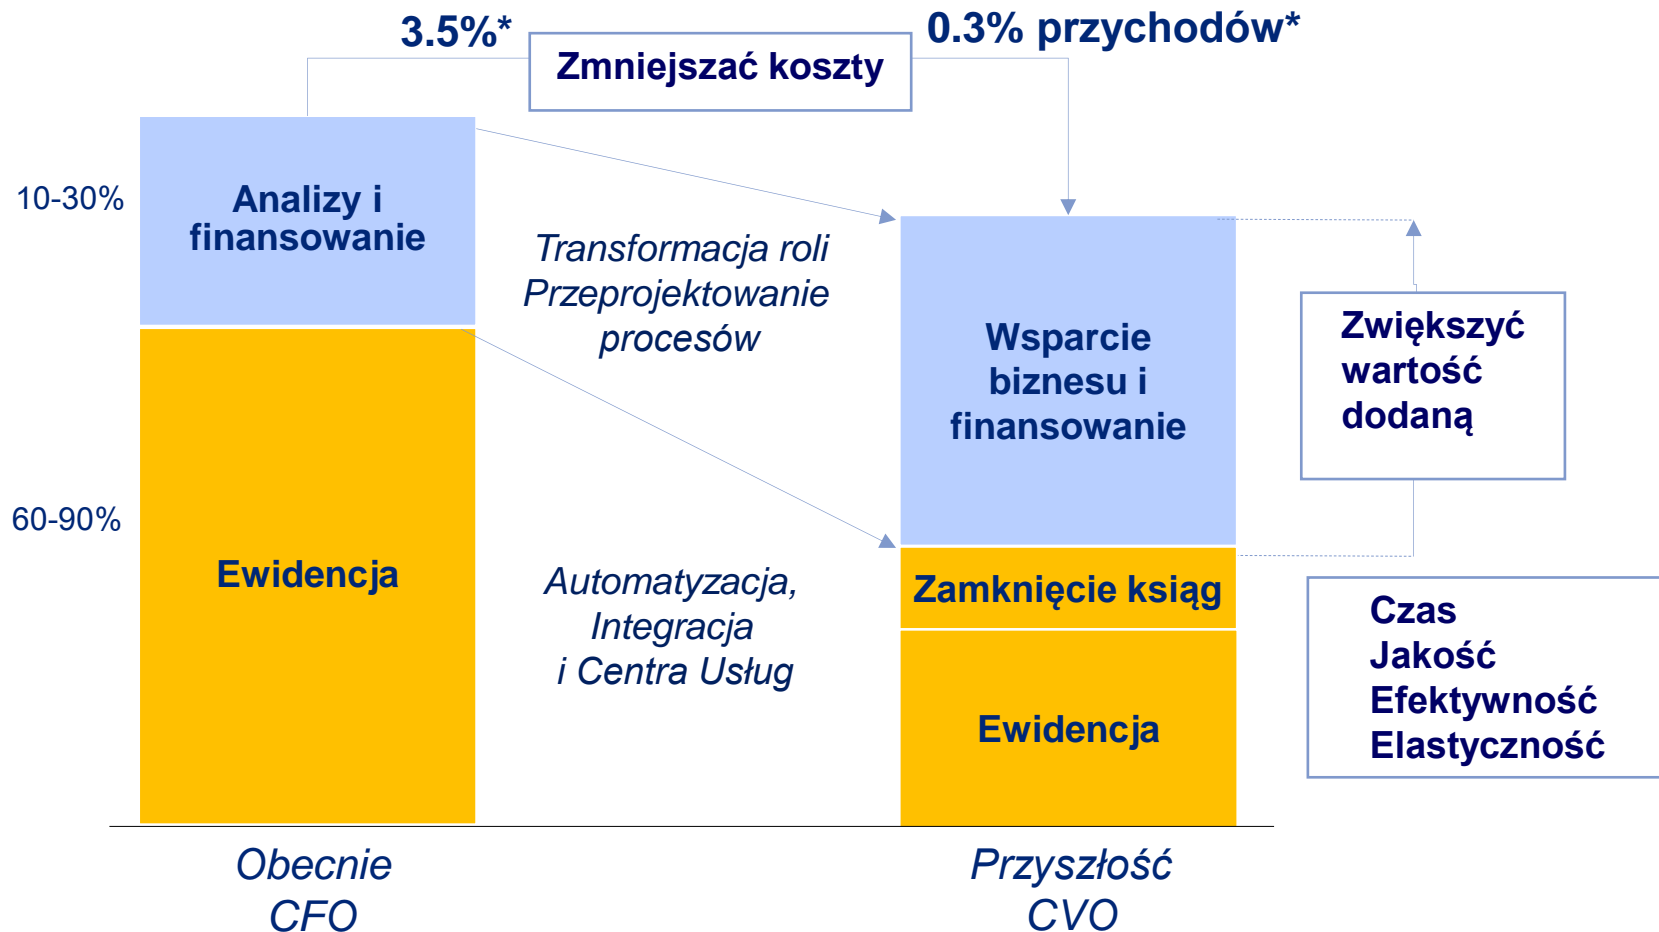 3.5%*
0.3% przychodów*
Zmniejszać koszty
10-30%
Analizy i
finansowanie
Transformacja roli
Przeprojektowanie
procesów
Wsparcie
biznesu i
finansowanie
Zwiększyć
wartość
dodaną
60-90%
Ewidencja
Automatyzacja,
Integracja
i Centra Usług
Zamknięcie ksiąg
Ewidencja
Czas
Jakość
Efektywność
Elastyczność
Obecnie
CFO
Przyszłość
CVO